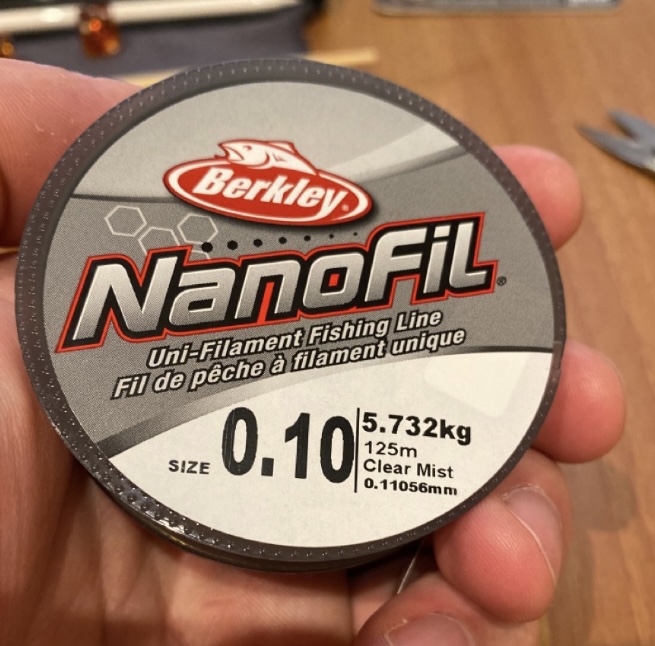 Berkley®
NanoFil®
Uni-Filament Fishing Line
Fil de pêche à filament unique
SIZE 0.10
5.732kg
125m
Clear Mist
0.11056mm